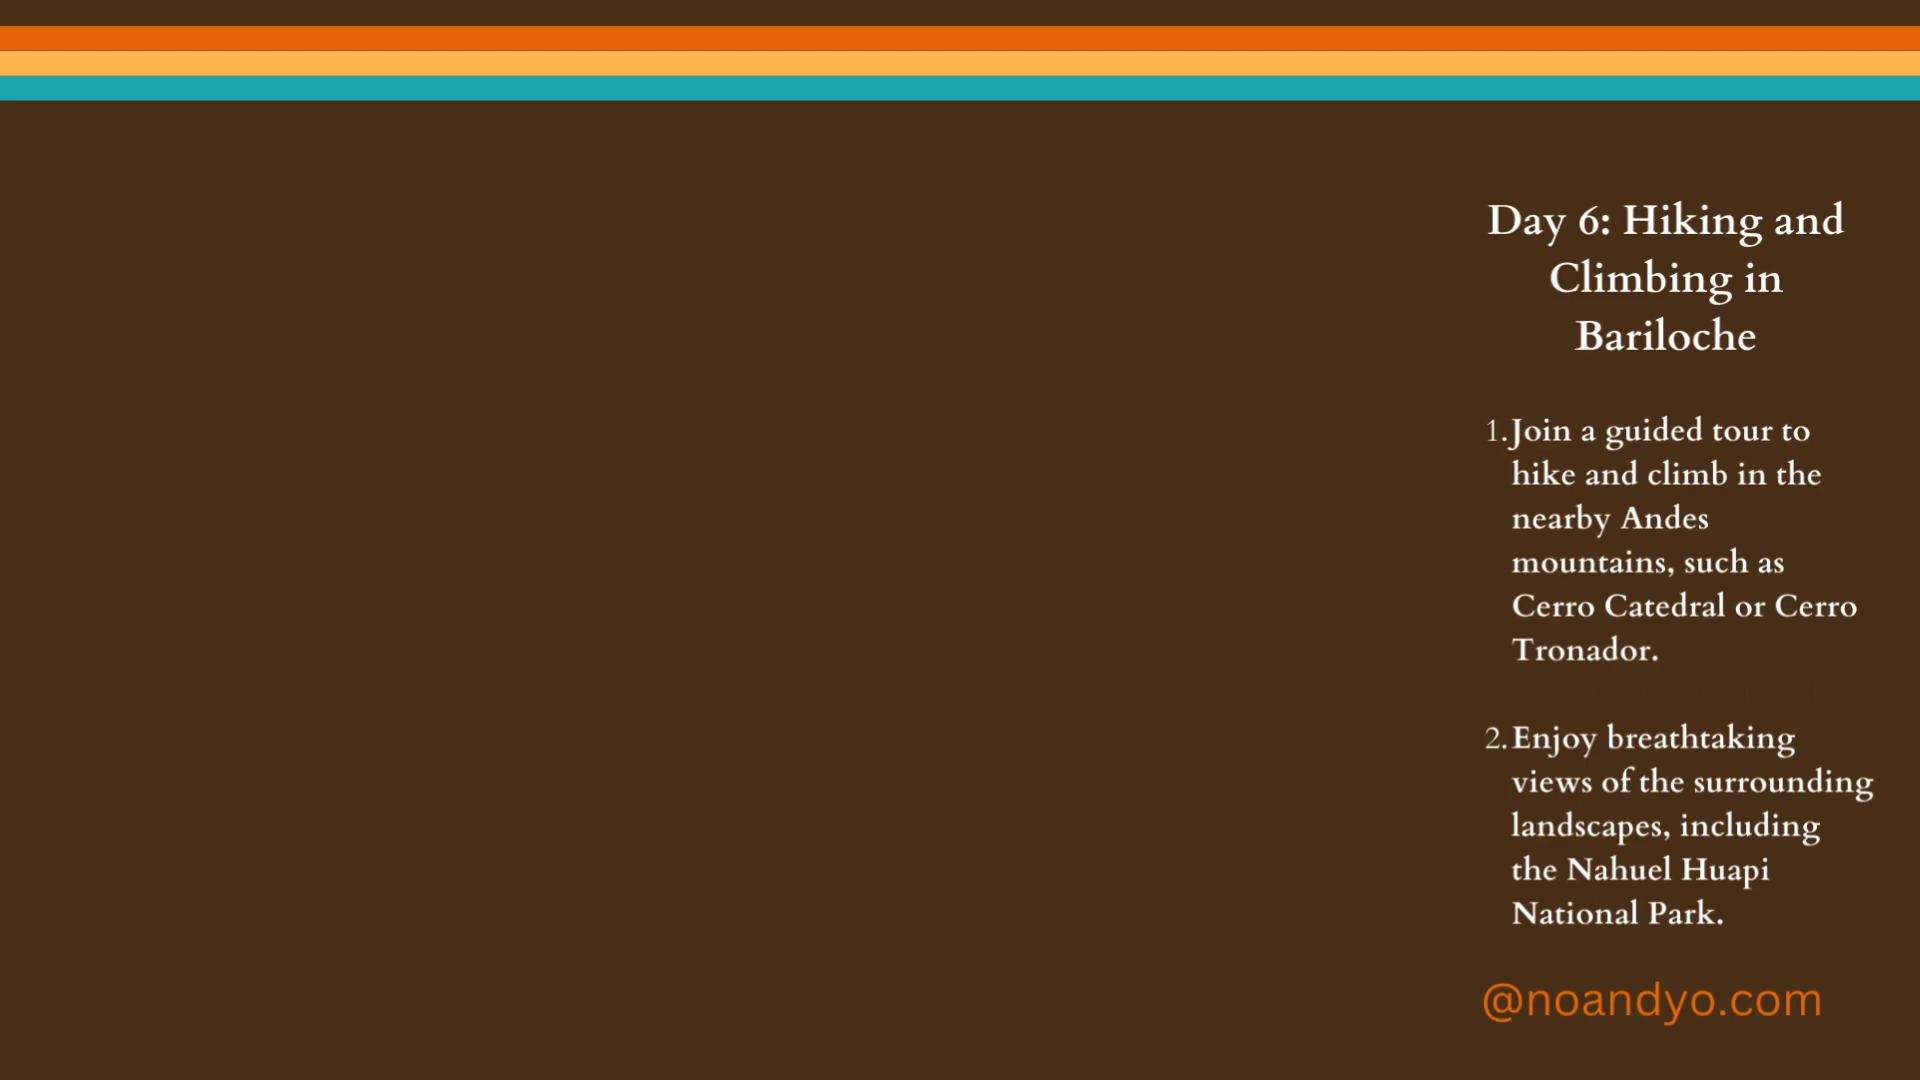 Day 6: Hiking and
Climbing in
Bariloche
1. Join a guided tour to
hike and climb in the
nearby Andes
mountains, such as
Cerro Catedral or Cerro
Tronador.
2. Enjoy breathtaking
views of the surrounding
landscapes, including
the Nahuel Huapi
National Park.
@noandyo.com